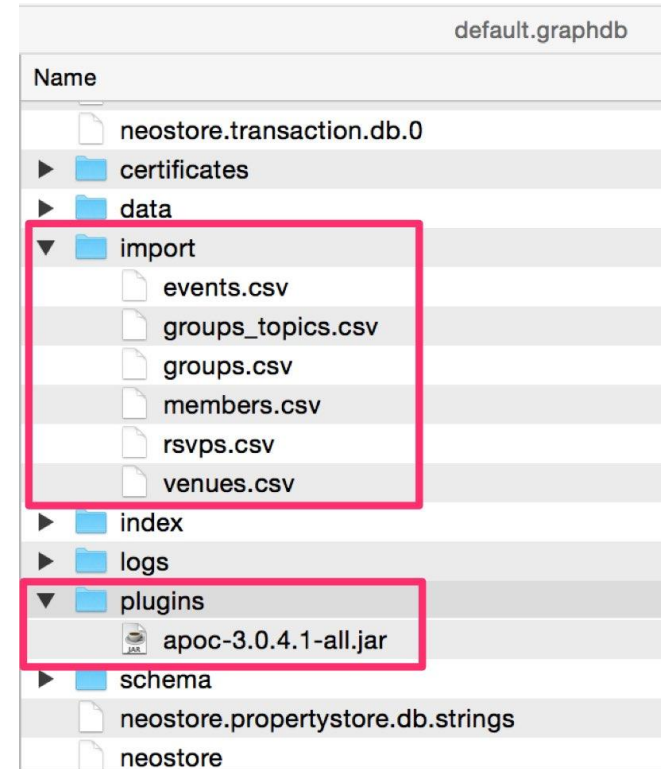 default.graphdb
Name
neostore.transaction.db.0
certificates
data
import
events.csv
groups_topics.csv
groups.csv
members.csv
rsvps.csv
venues.csv
index
logs
plugins
JAR
apoc-3.0.4.1-all.jar
schema
neostore.propertystore.db.strings
neostore